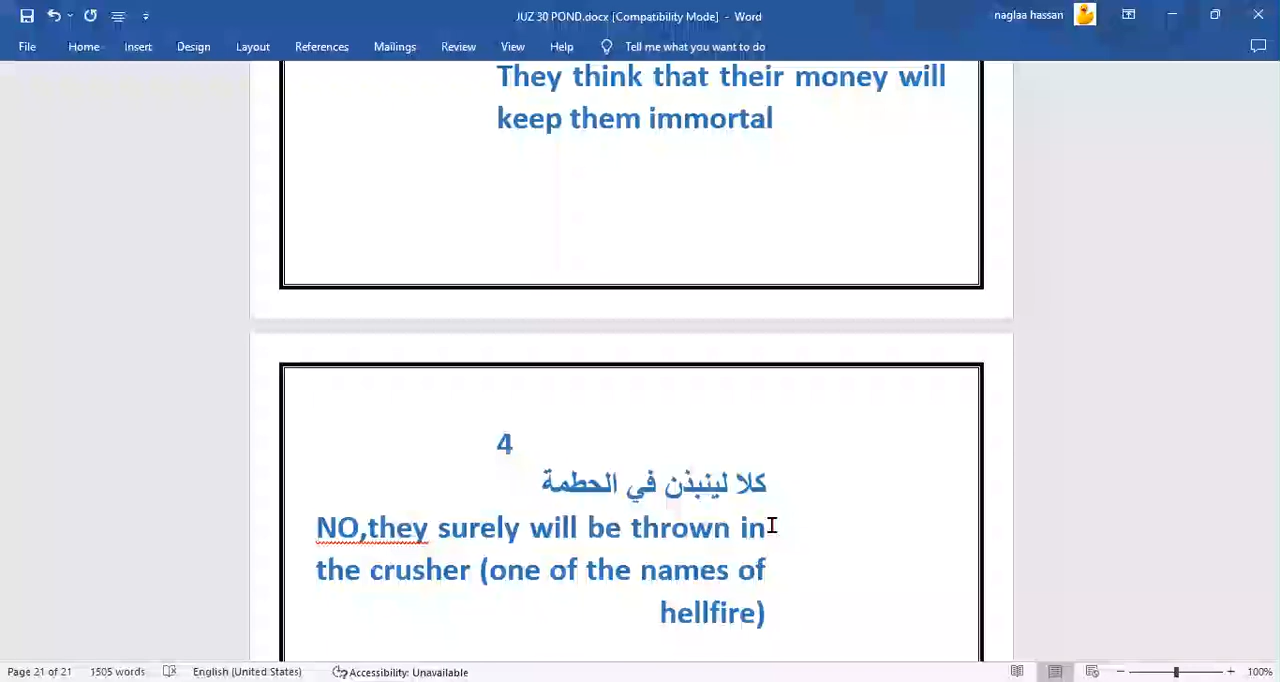 JUZ 30 POND.docx [Compatibility Mode] - Word
naglaa hassan
File Home Insert Design Layout References Mailings Review View Help Tell me what you want to do
They think that their money will
keep them immortal
4
كلا لينبذن في الحطمة
NO,they surely will be thrown in
the crusher (one of the names of
hellfire)
Page 21 of 21 1505 words English (United States) Accessibility: Unavailable 100%